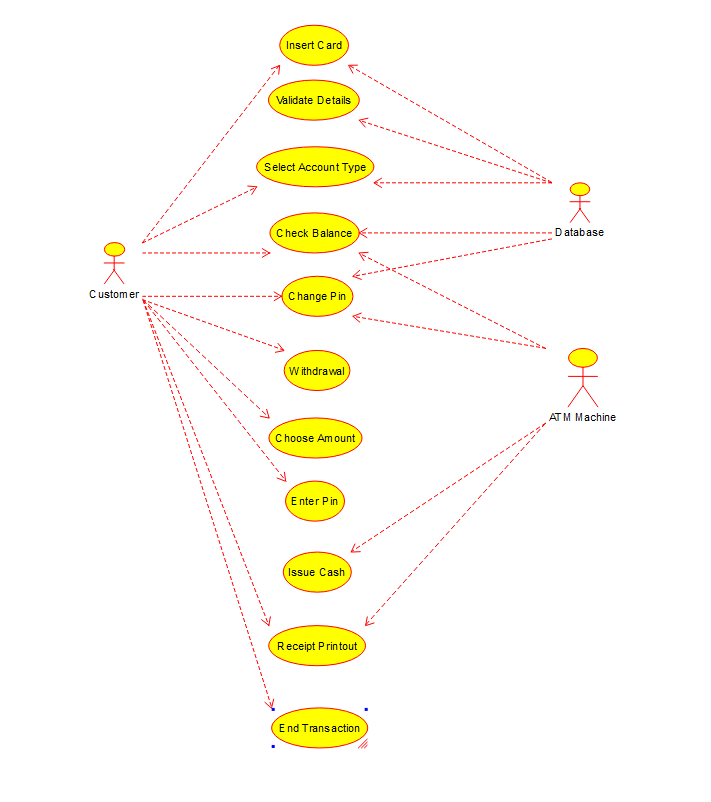 Insert Card
Validate Details
Select Account Type
Check Balance
Database
Customer
Change Pin
Withdrawal
ATM Machine
Choose Amount
Enter Pin
Issue Cash
Receipt Printout
End Transaction